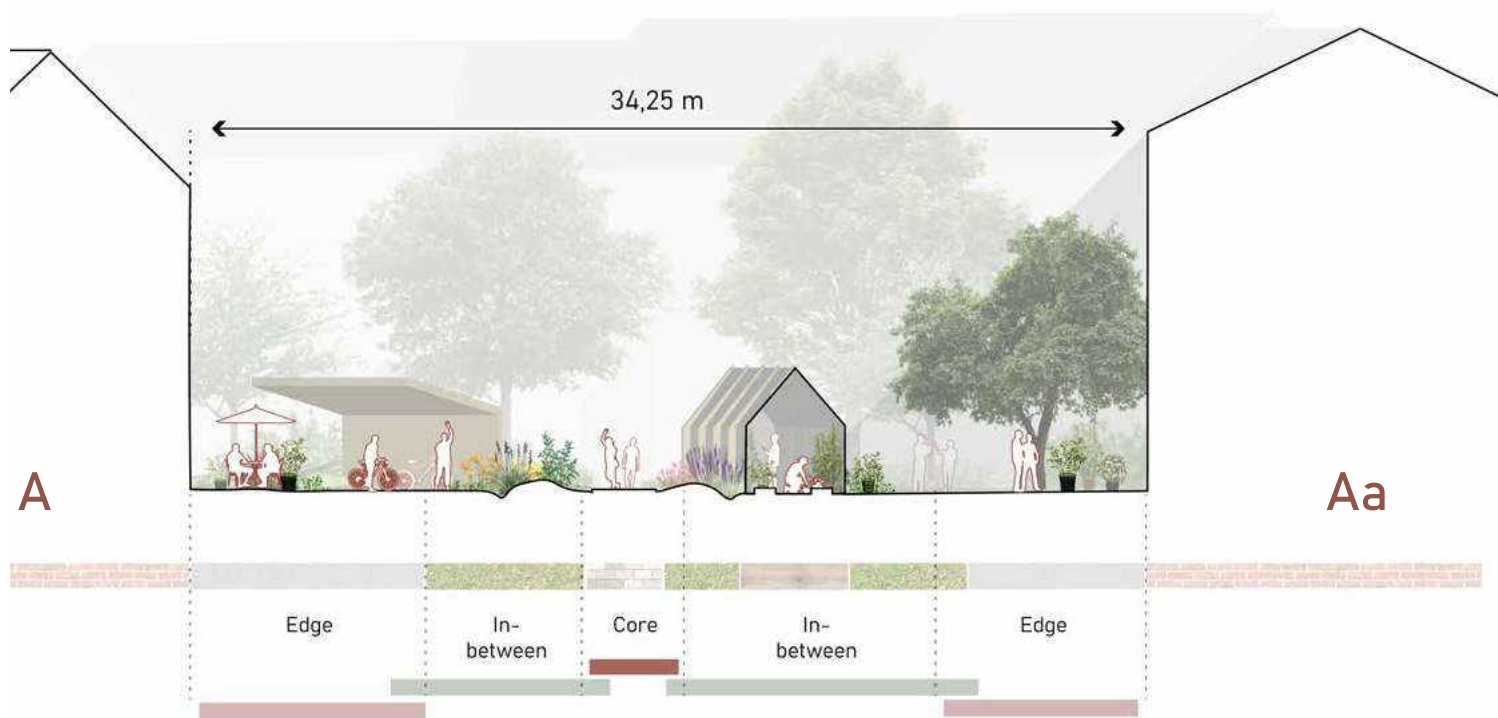 34,25 m
A
Aa
Edge
In-
between
Core
In-
between
Edge